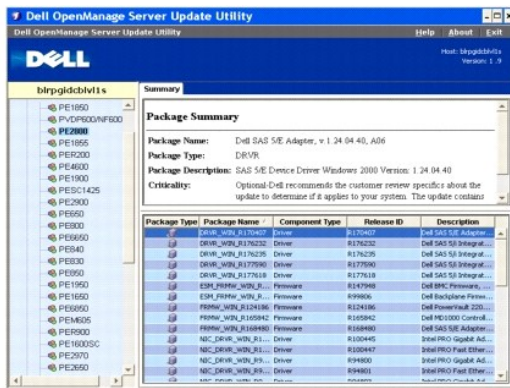 Dell OpenManage Server Update Utility
Dell OpenManage Server Update Utility Help About Exit
DELL
Host: blrpgidcblvl1s
Version: 1.9
blrpgidcblvl1s
PE1850
PVDP600/NF600
PE2800
PE1855
PER200
PE4600
PE1900
PESC1425
PE2900
PE650
PE800
PE6650
PE840
PE830
PE850
PE1950
PE1650
PE6850
PEM605
PER900
PE1600SC
PE2970
PE2650
Summary
Package Summary
Package Name: Dell SAS 5/E Adapter, v.1.24.04.40, A06
Package Type: DRVR
Package Description: SAS 5/E Device Driver Windows 2000 Version: 1.24.04.40
Criticality: Optional-Dell recommends the customer review specifics about the
update to determine if it applies to your system. The update contains
Package Type Package Name Component Type Release ID Description
DRVR_WIN_R170407 Driver R170407 Dell SAS 5/E Adapter...
DRVR_WIN_R176232 Driver R176232 Dell SAS 5/i Integrat...
DRVR_WIN_R176235 Driver R176235 Dell SAS 5/i Integrat...
DRVR_WIN_R177590 Driver R177590 Dell SAS 5/i Integrat...
DRVR_WIN_R177618 Driver R177618 Dell SAS 5/i Integrat...
ESM_FRMW_WIN_R... Firmware R147948 Dell BMC Firmware, ...
ESM_FRMW_WIN_R... Firmware R99806 Dell Backplane Firmw...
FRMW_WIN_R124186 Firmware R124186 Dell PowerVault 220...
FRMW_WIN_R165842 Firmware R165842 Dell MD1000 Controll...
FRMW_WIN_R168480 Firmware R168480 Dell SAS 5/E Adapter...
NIC_DRVR_WIN_R1... Driver R100445 Intel PRO Gigabit Ad...
NIC_DRVR_WIN_R1... Driver R100447 Intel PRO Fast Ether...
NIC_DRVR_WIN_R9... Driver R94800 Intel PRO Gigabit Ad...
NIC_DRVR_WIN_R9... Driver R94801 Intel PRO Fast Ether...